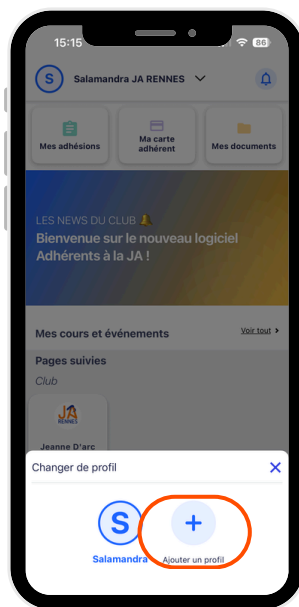 15:15
86
S
Salamandra JA RENNES
Mes adhésions
Ma carte
adhérent
Mes documents
LES NEWS DU CLUB 🔔
Bienvenue sur le nouveau logiciel
Adhérents à la JA !
Mes cours et événements
Voir tout >
Pages suivies
Club
JA
RENNES
Jeanne D'arc
Changer de profil
S
Salamandra
Ajouter un profil